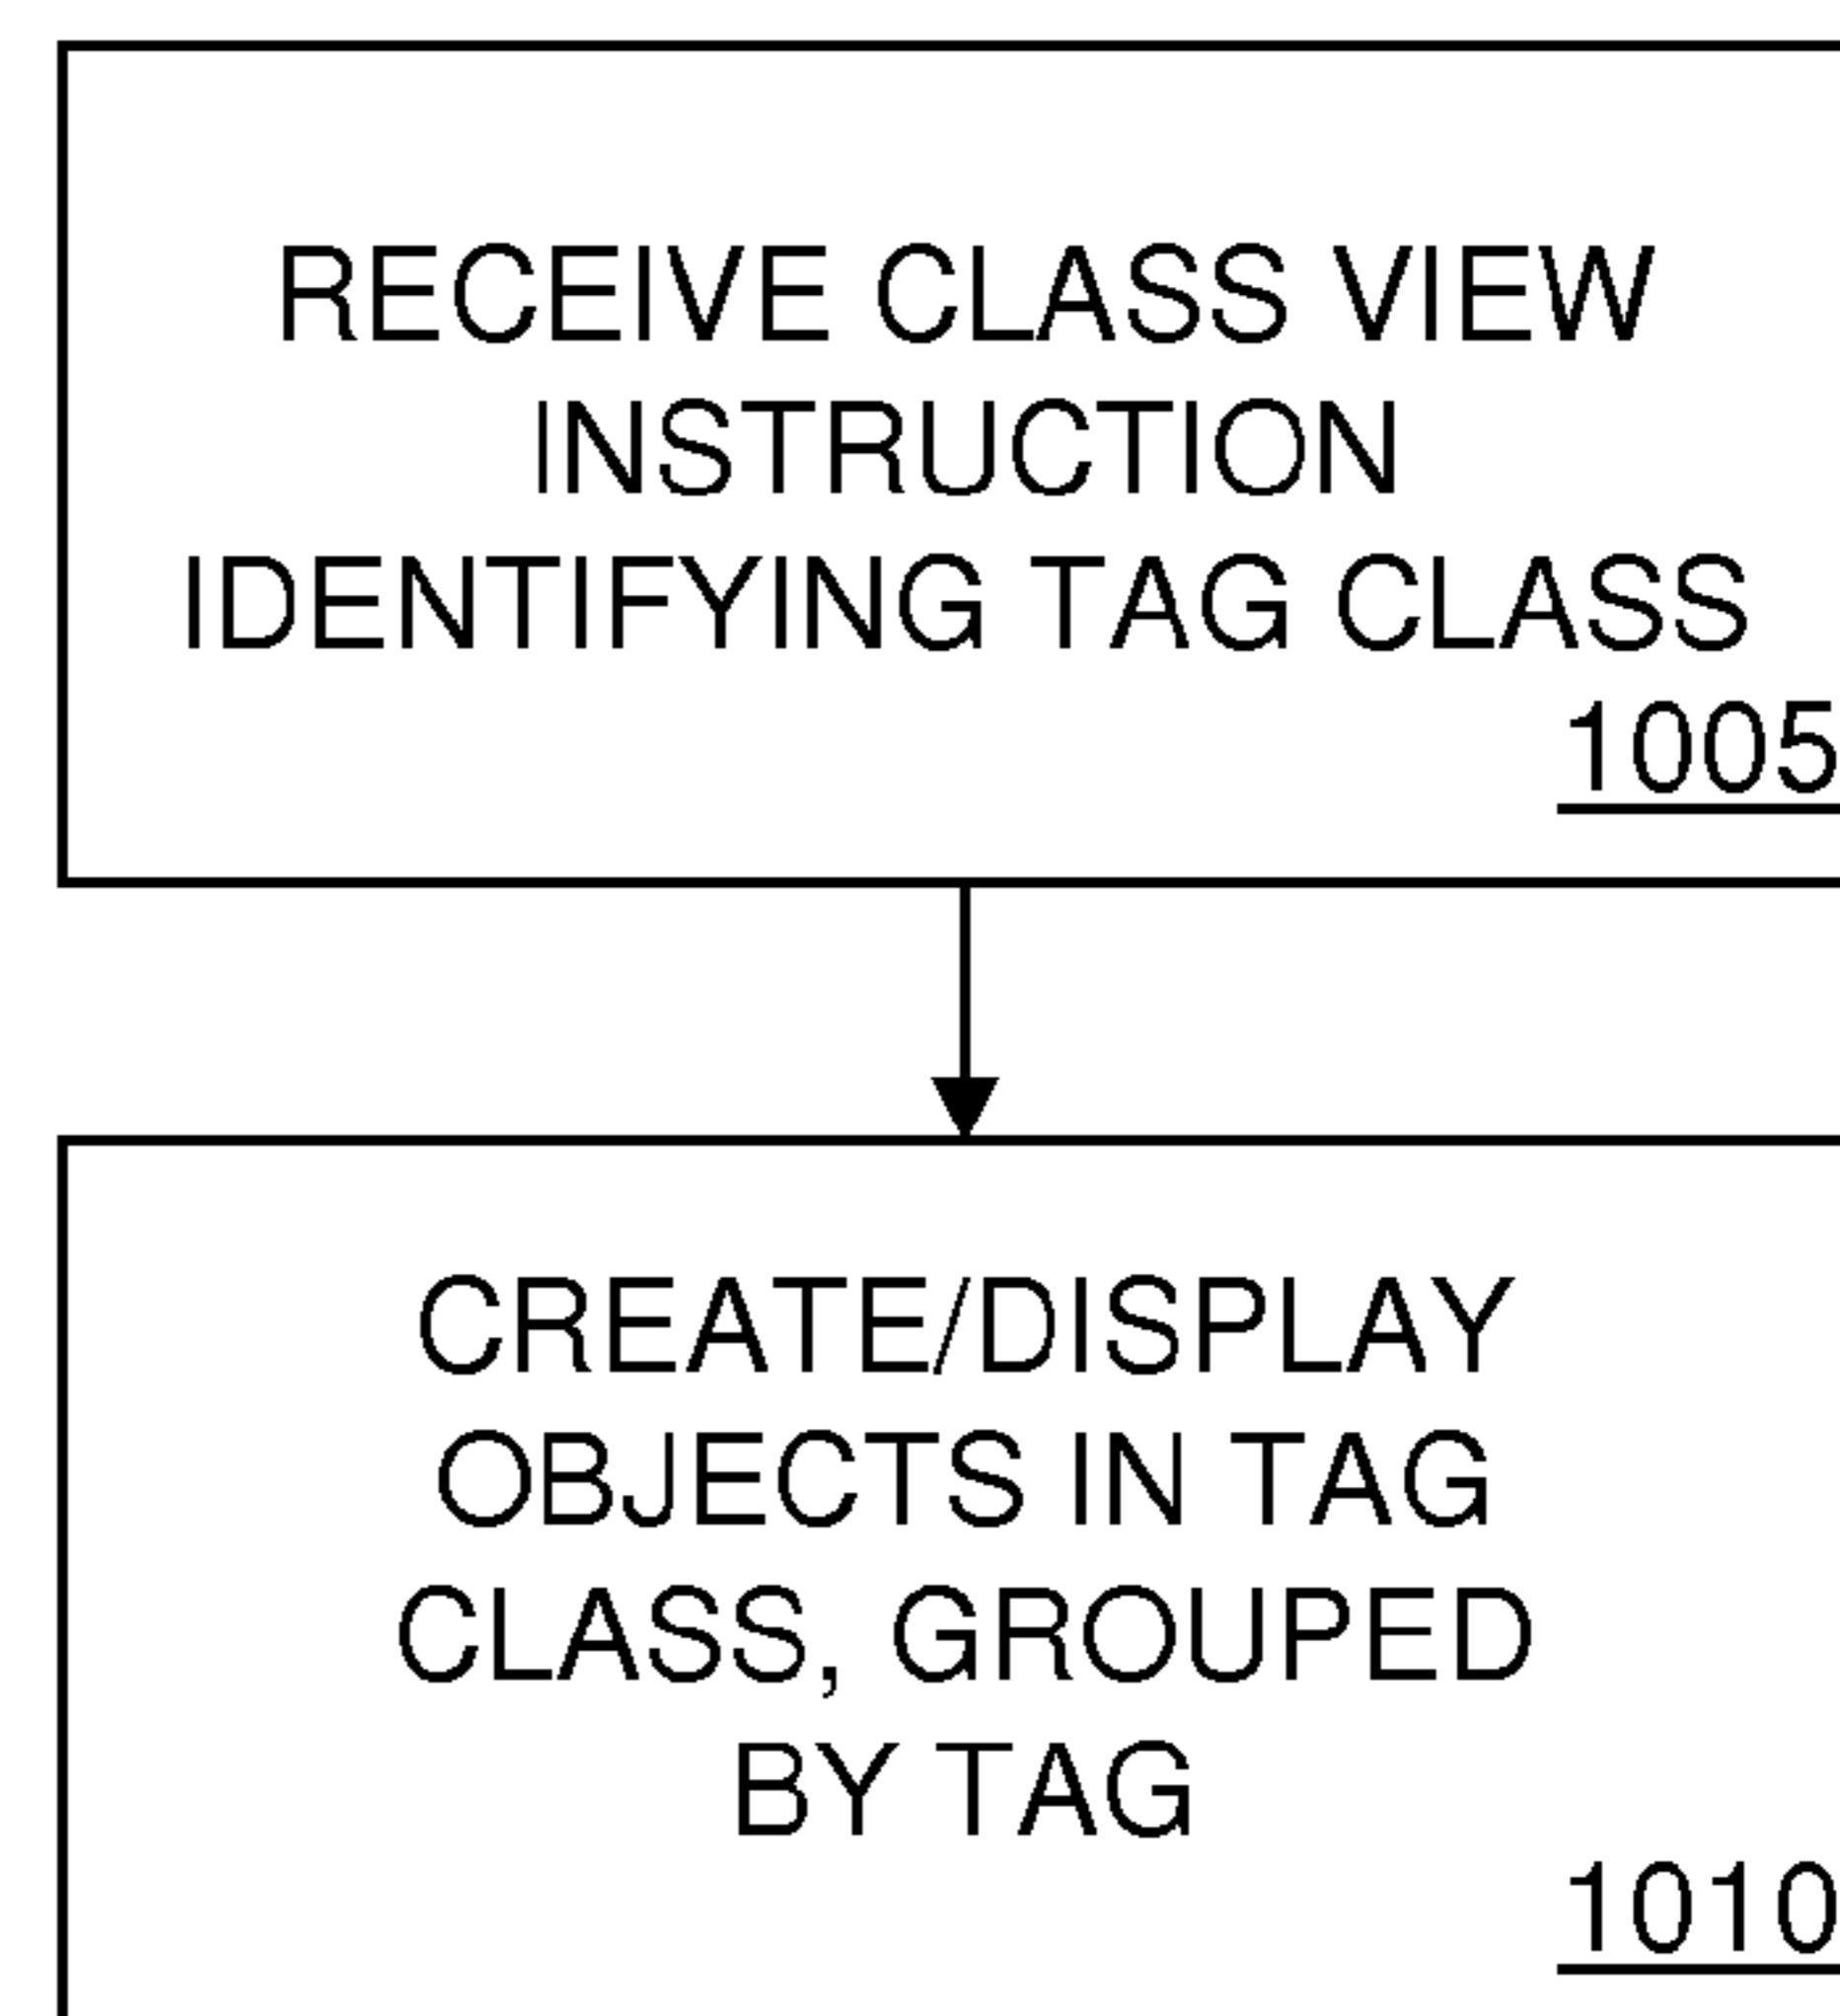 RECEIVE CLASS VIEW
INSTRUCTION
IDENTIFYING TAG CLASS
1005
CREATE/DISPLAY
OBJECTS IN TAG
CLASS, GROUPED
BY TAG
1010